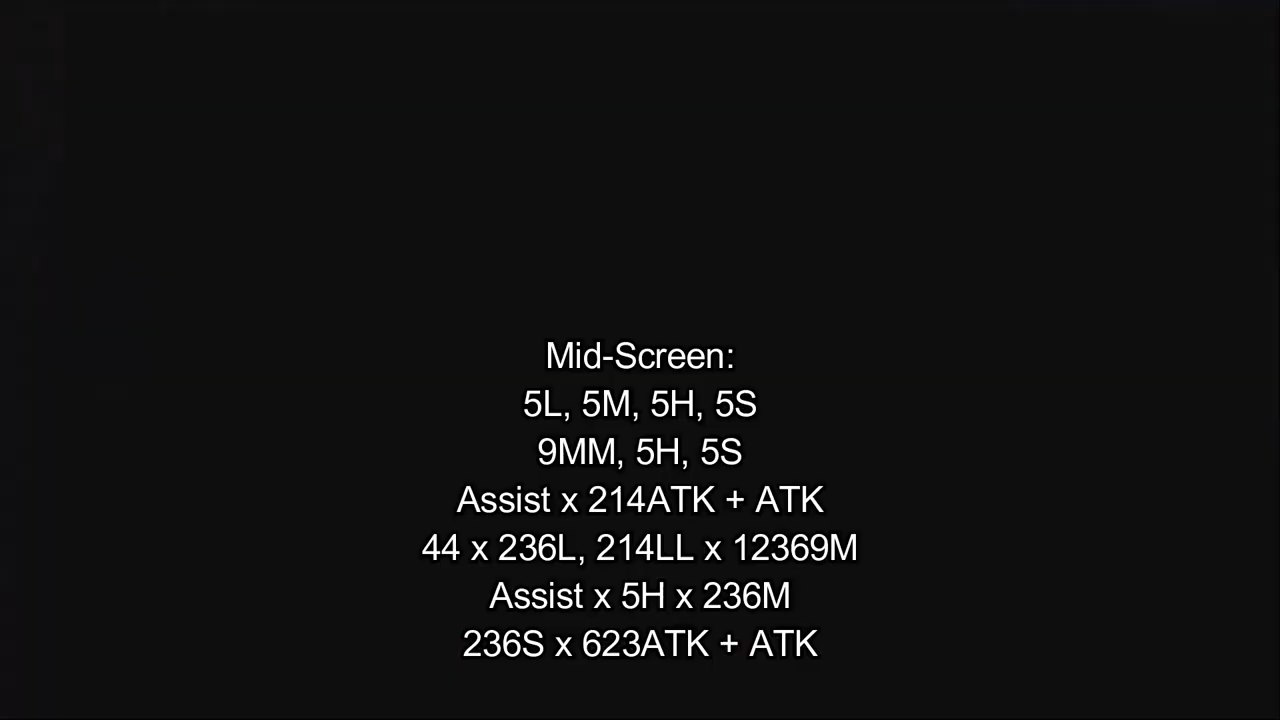 Mid-Screen:
5L, 5M, 5H, 5S
9MM, 5H, 5S
Assist x 214ATK + ATK
44 x 236L, 214LL x 12369M
Assist x 5H x 236M
236S x 623ATK + ATK